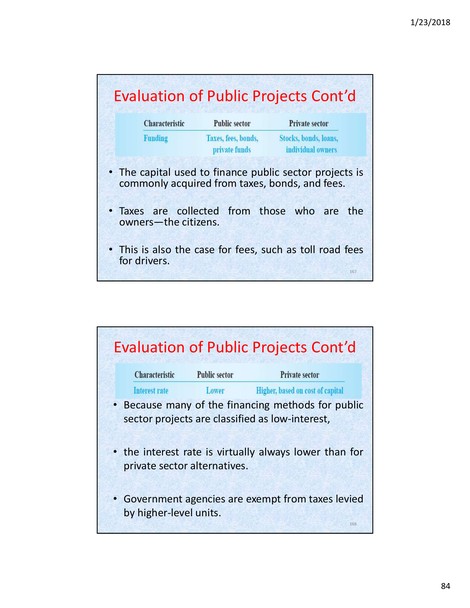 1/23/2018
Evaluation of Public Projects Cont’d
Characteristic Public sector Private sector
Funding Taxes, fees, bonds, Stocks, bonds, loans,
private funds individual owners
• The capital used to finance public sector projects is
commonly acquired from taxes, bonds, and fees.
• Taxes are collected from those who are the
owners—the citizens.
• This is also the case for fees, such as toll road fees
for drivers.
Evaluation of Public Projects Cont’d
Characteristic Public sector Private sector
Interest rate Lower Higher, based on cost of capital
• Because many of the financing methods for public
sector projects are classified as low-interest,
• the interest rate is virtually always lower than for
private sector alternatives.
• Government agencies are exempt from taxes levied
by higher-level units.
84